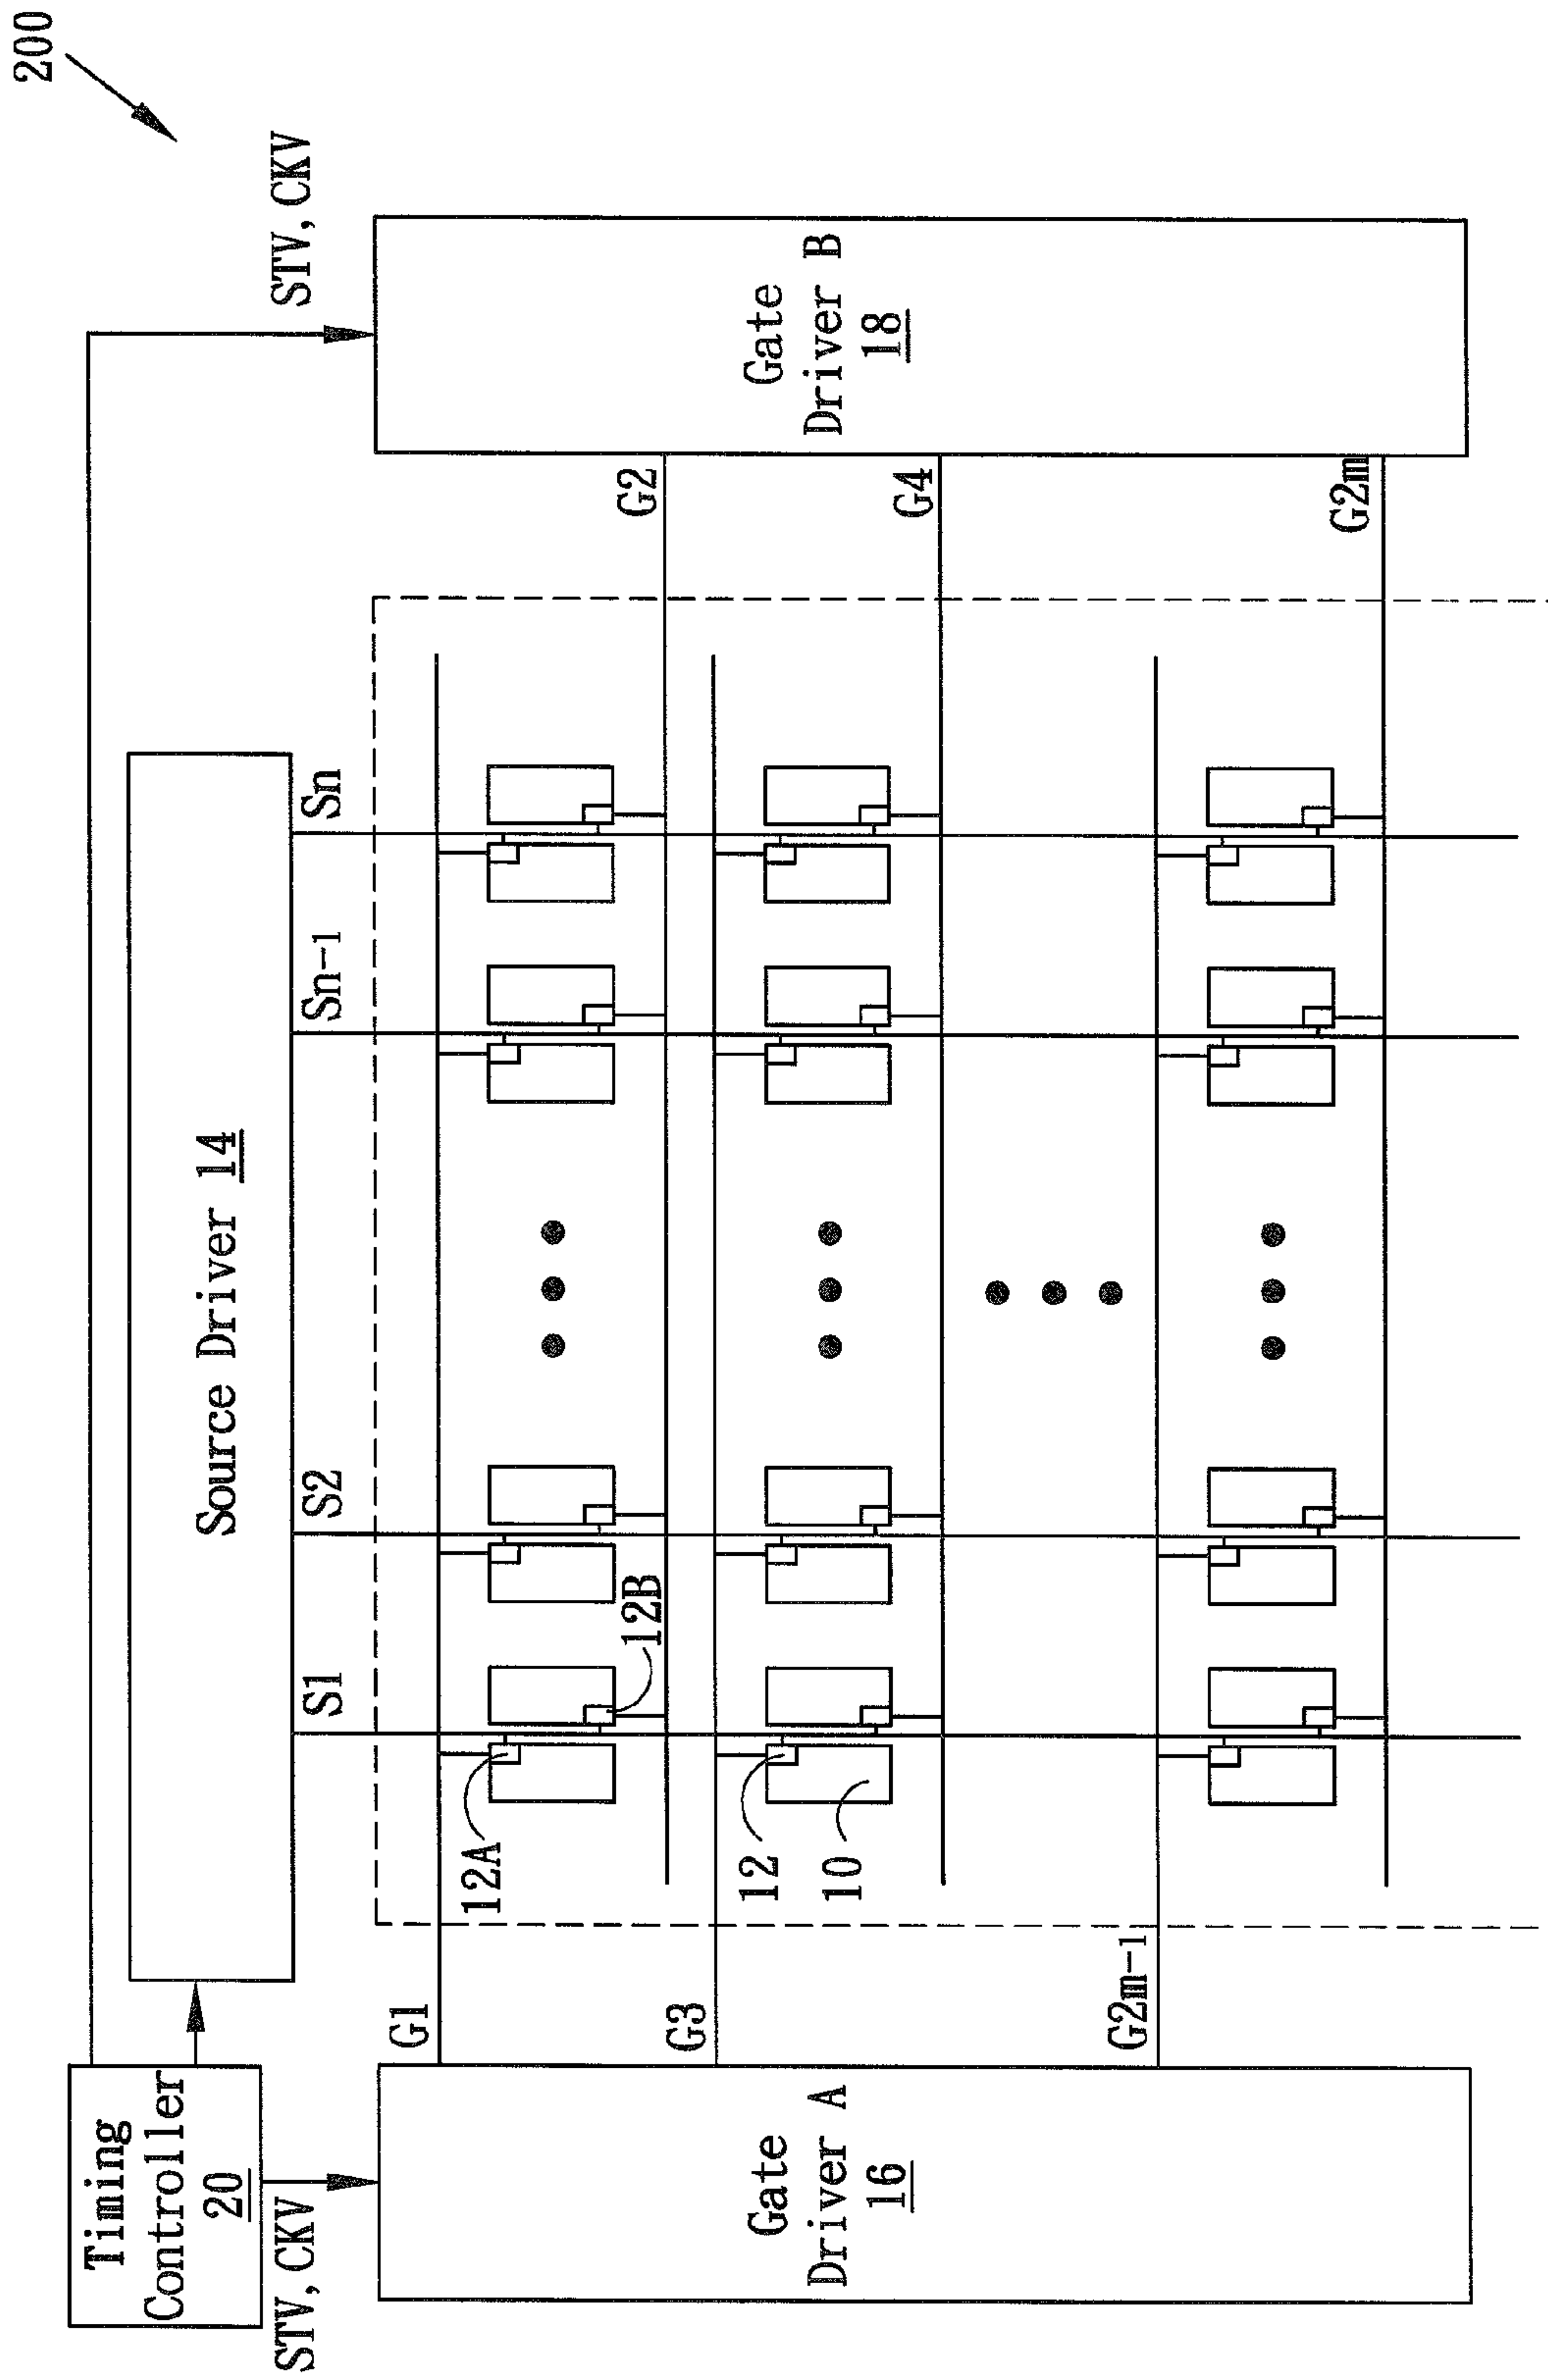 200
Timing
Controller
20
STV, CKV
STV, CKV
Source Driver 14
S1
S2
Sn-1
Sn
Gate
Driver A
16
Gate
Driver B
18
G1
G2
12A
12B
G3
G4
12
10
G2m-1
G2m